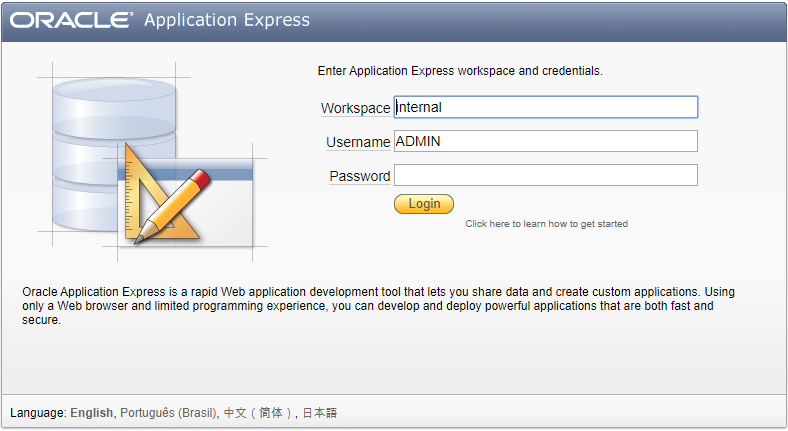 ORACLE® Application Express
Enter Application Express workspace and credentials.
Workspace internal
Username ADMIN
Password
Login
Click here to learn how to get started
Oracle Application Express is a rapid Web application development tool that lets you share data and create custom applications. Using
only a Web browser and limited programming experience, you can develop and deploy powerful applications that are both fast and
secure.
Language: English, Português (Brasil), 中文（简体）, 日本語